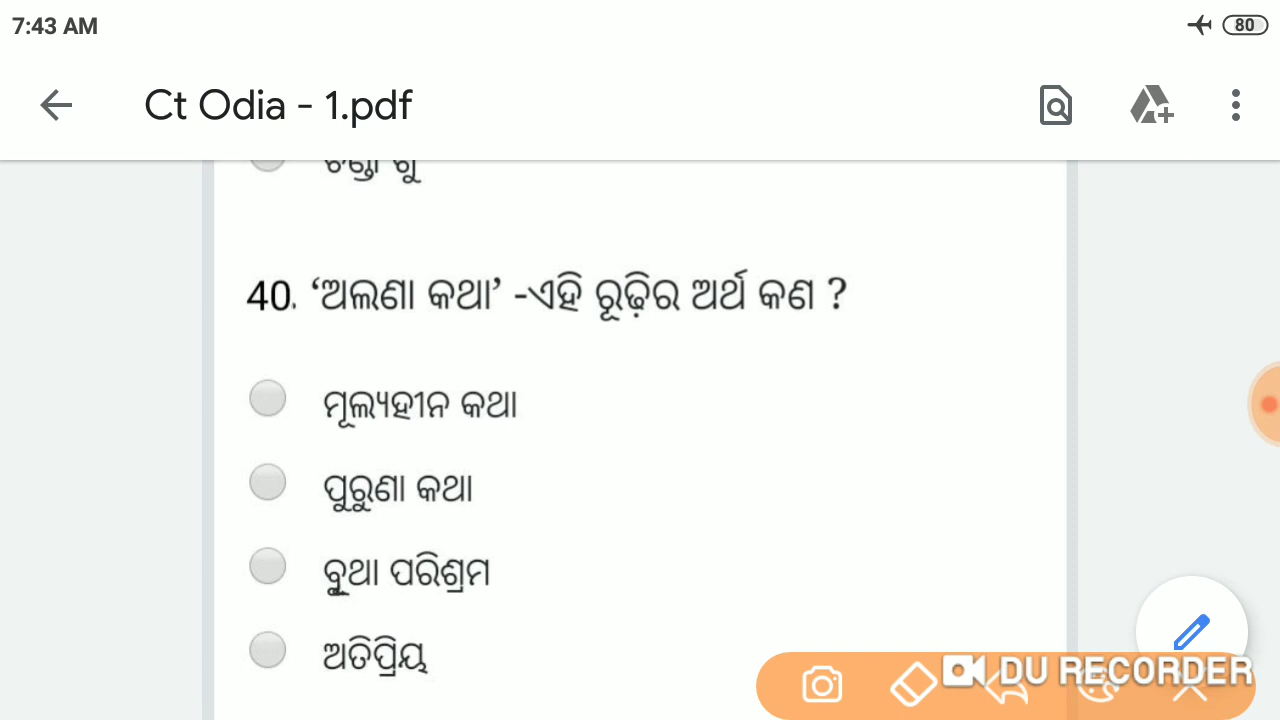 7:43 AM
80
Ct Odia - 1.pdf
40. ‘ଅଲଣା କଥା’ -ଏହି ରୂଢ଼ିର ଅର୍ଥ କଣ ?
ମୂଲ୍ୟହୀନ କଥା
ପୁରୁଣା କଥା
ବୃଥା ପରିଶ୍ରମ
ଅତିପ୍ରିୟ
DU RECORDER